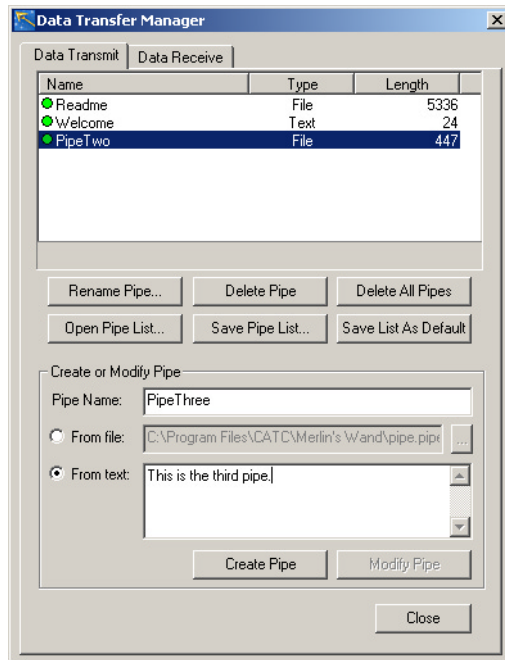 Data Transfer Manager
Data Transmit Data Receive
Name Type Length
Readme File 5336
Welcome Text 24
PipeTwo File 447
Rename Pipe... Delete Pipe Delete All Pipes
Open Pipe List... Save Pipe List... Save List As Default
Create or Modify Pipe
Pipe Name: PipeThree
From file: C:\Program Files\CATC\Merlin's Wand\pipe.pipe ...
From text: This is the third pipe.
Create Pipe Modify Pipe
Close